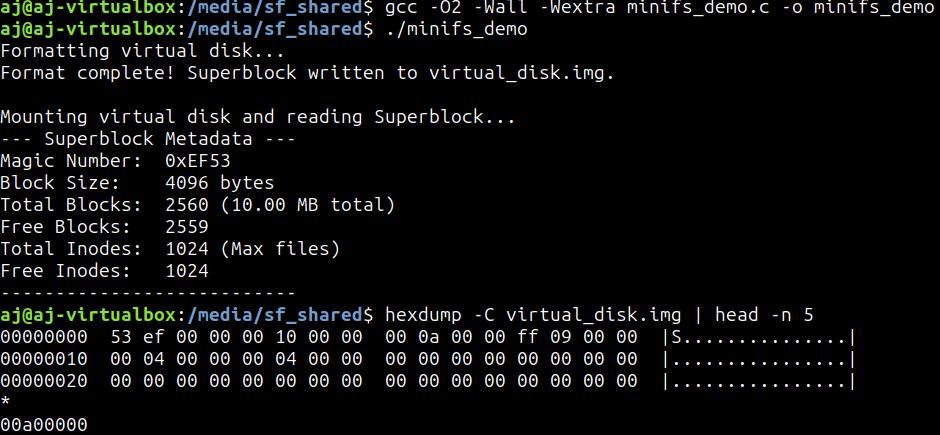 aj@aj-virtualbox:/media/sf_shared$ gcc -O2 -Wall -Wextra minifs_demo.c -o minifs_demo
aj@aj-virtualbox:/media/sf_shared$ ./minifs_demo
Formatting virtual disk...
Format complete! Superblock written to virtual_disk.img.

Mounting virtual disk and reading Superblock...
--- Superblock Metadata ---
Magic Number:  0xEF53
Block Size:    4096 bytes
Total Blocks:  2560 (10.00 MB total)
Free Blocks:   2559
Total Inodes:  1024 (Max files)
Free Inodes:   1024
---------------------------
aj@aj-virtualbox:/media/sf_shared$ hexdump -C virtual_disk.img | head -n 5
00000000  53 ef 00 00 00 10 00 00  00 0a 00 00 ff 09 00 00  |S...............|
00000010  00 04 00 00 00 04 00 00  00 00 00 00 00 00 00 00  |................|
00000020  00 00 00 00 00 00 00 00  00 00 00 00 00 00 00 00  |................|
*
00a00000